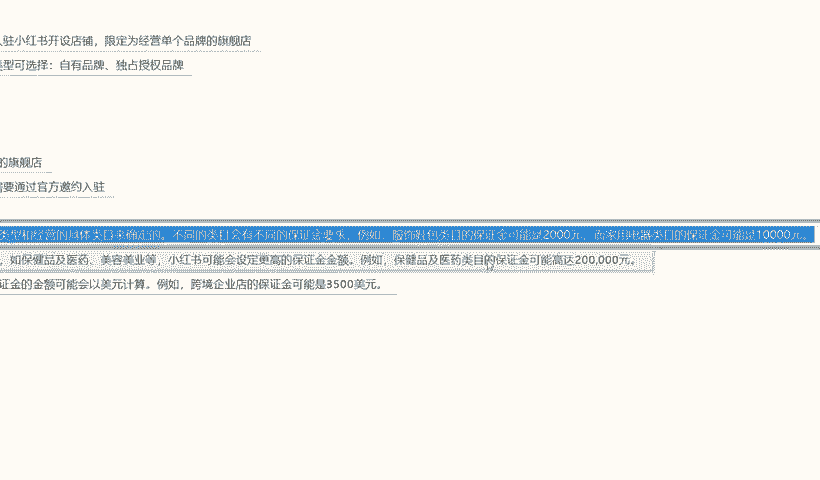 驻小红书开设店铺，限定为经营单个品牌的旗舰店
型可选择：自有品牌、独占授权品牌
的旗舰店
需要通过官方邀约入驻
类型和经营的具体类目来确定的。不同的类目会有不同的保证金要求，例如，服饰鞋包类目的保证金可能是2000元，而家用电器类目的保证金可能是10000元。
，如保健品及医药、美容美业等，小红书可能会设定更高的保证金金额。例如，保健品及医药类目的保证金可能高达200,000元。
证金的金额可能会以美元计算。例如，跨境企业店的保证金可能是3500美元。